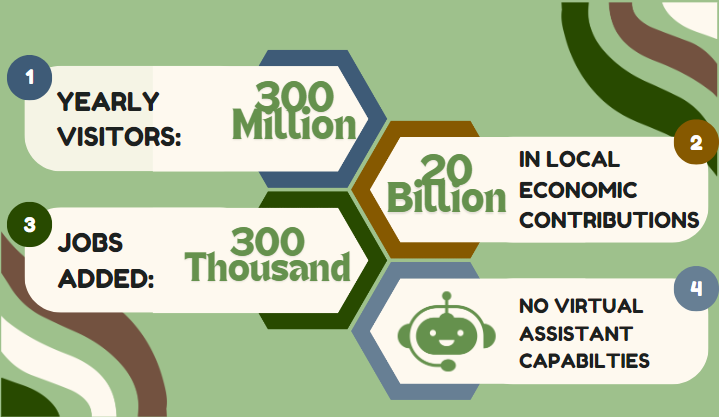 1
YEARLY
VISITORS:
300
Million
2
20
Billion
IN LOCAL
ECONOMIC
CONTRIBUTIONS
3
JOBS
ADDED:
300
Thousand
4
NO VIRTUAL
ASSISTANT
CAPABILTIES